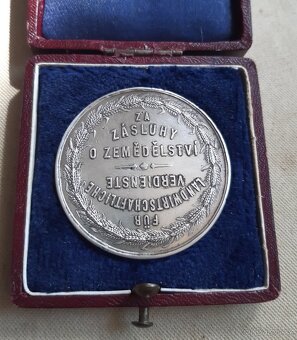 ZA
ZÁSLUHY
O ZEMĚDĚLSTVÍ
FÜR
LANDWIRTSCHAFTLICHE
VERDIENSTE